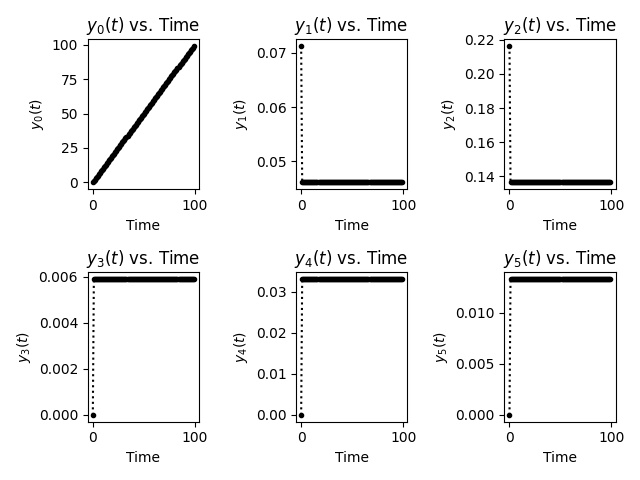 y₀(t) vs. Time
y₁(t) vs. Time
y₂(t) vs. Time
100
75
50
25
0
y₀(t)
0 100
Time
0.07
0.06
0.05
y₁(t)
0 100
Time
0.22
0.20
0.18
0.16
0.14
y₂(t)
0 100
Time
y₃(t) vs. Time
y₄(t) vs. Time
y₅(t) vs. Time
0.006
0.004
0.002
0.000
y₃(t)
0 100
Time
0.03
0.02
0.01
0.00
y₄(t)
0 100
Time
0.010
0.005
0.000
y₅(t)
0 100
Time